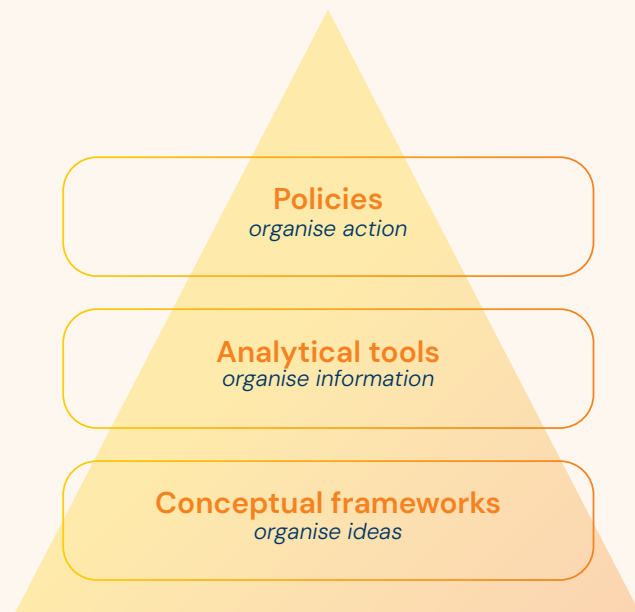 Policies
organise action
Analytical tools
organise information
Conceptual frameworks
organise ideas